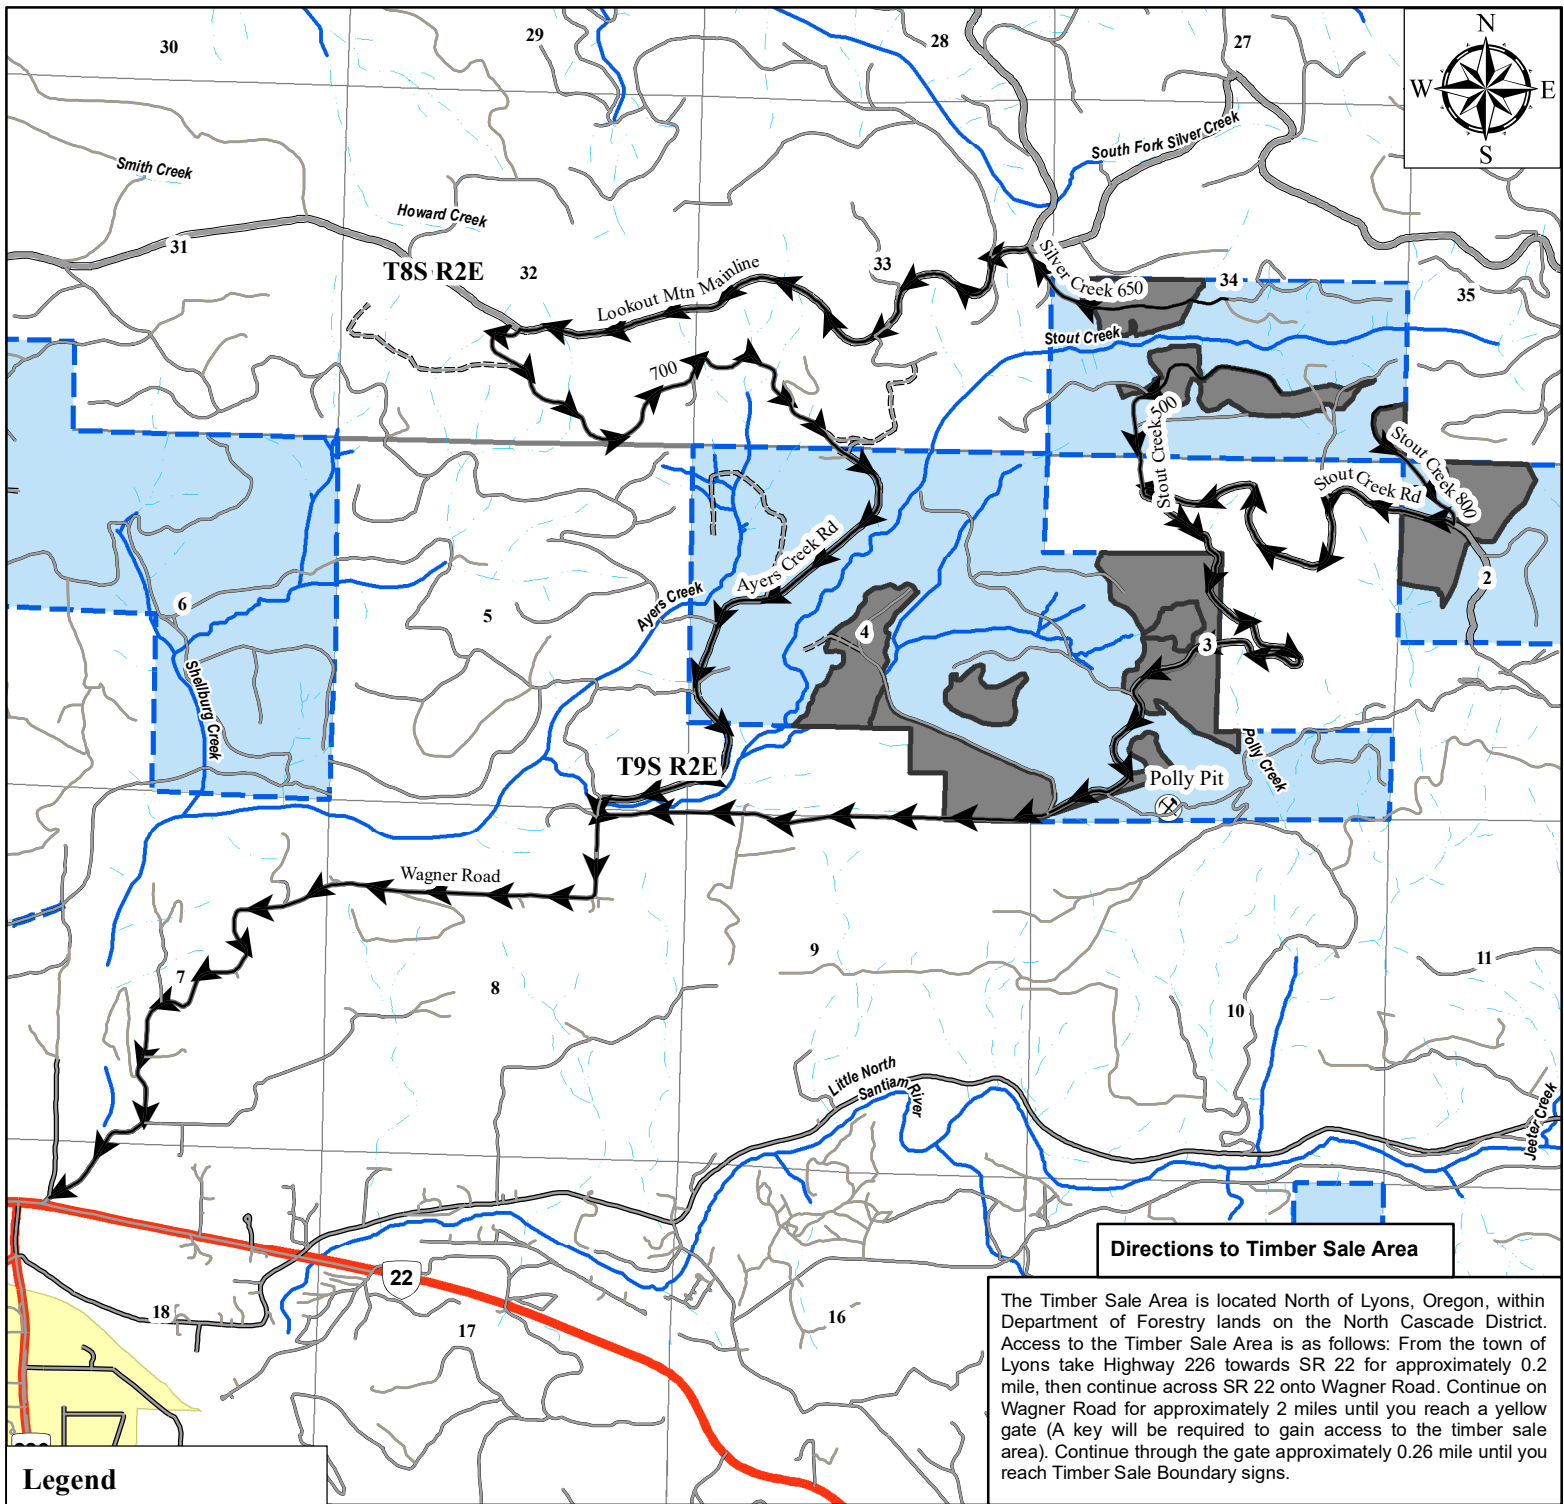 30
29
28
27
N
W E
S
South Fork Silver Creek
Smith Creek
Howard Creek
31
T8S R2E
32
33
Lookout Mtn Mainline
Silver Creek 650
34
35
Stout Creek
700
Stout Creek 500
Stout Creek 800
Stout Creek Rd
Ayers Creek Rd
Ayers Creek
6
5
4
3
2
Shellburg Creek
T9S R2E
Polly Creek
Polly Pit
Wagner Road
7
8
9
10
11
Little North
Santiam River
Jeeter Creek
22
18
17
16
Directions to Timber Sale Area
The Timber Sale Area is located North of Lyons, Oregon, within
Department of Forestry lands on the North Cascade District.
Access to the Timber Sale Area is as follows: From the town of
Lyons take Highway 226 towards SR 22 for approximately 0.2
mile, then continue across SR 22 onto Wagner Road. Continue on
Wagner Road for approximately 2 miles until you reach a yellow
gate (A key will be required to gain access to the timber sale
area). Continue through the gate approximately 0.26 mile until you
reach Timber Sale Boundary signs.
Legend